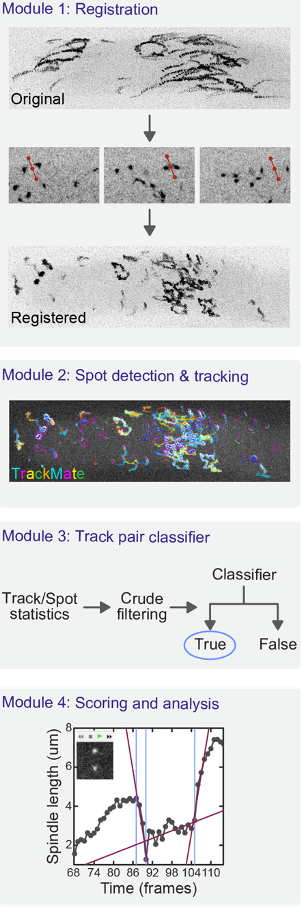 Module 1: Registration
Original
Registered
Module 2: Spot detection & tracking
TrackMate
Module 3: Track pair classifier
Classifier
Track/Spot
statistics
Crude
filtering
True
False
Module 4: Scoring and analysis
Spindle length (um)
8
6
4
2
68 74 80 86 92 98 104 110
Time (frames)